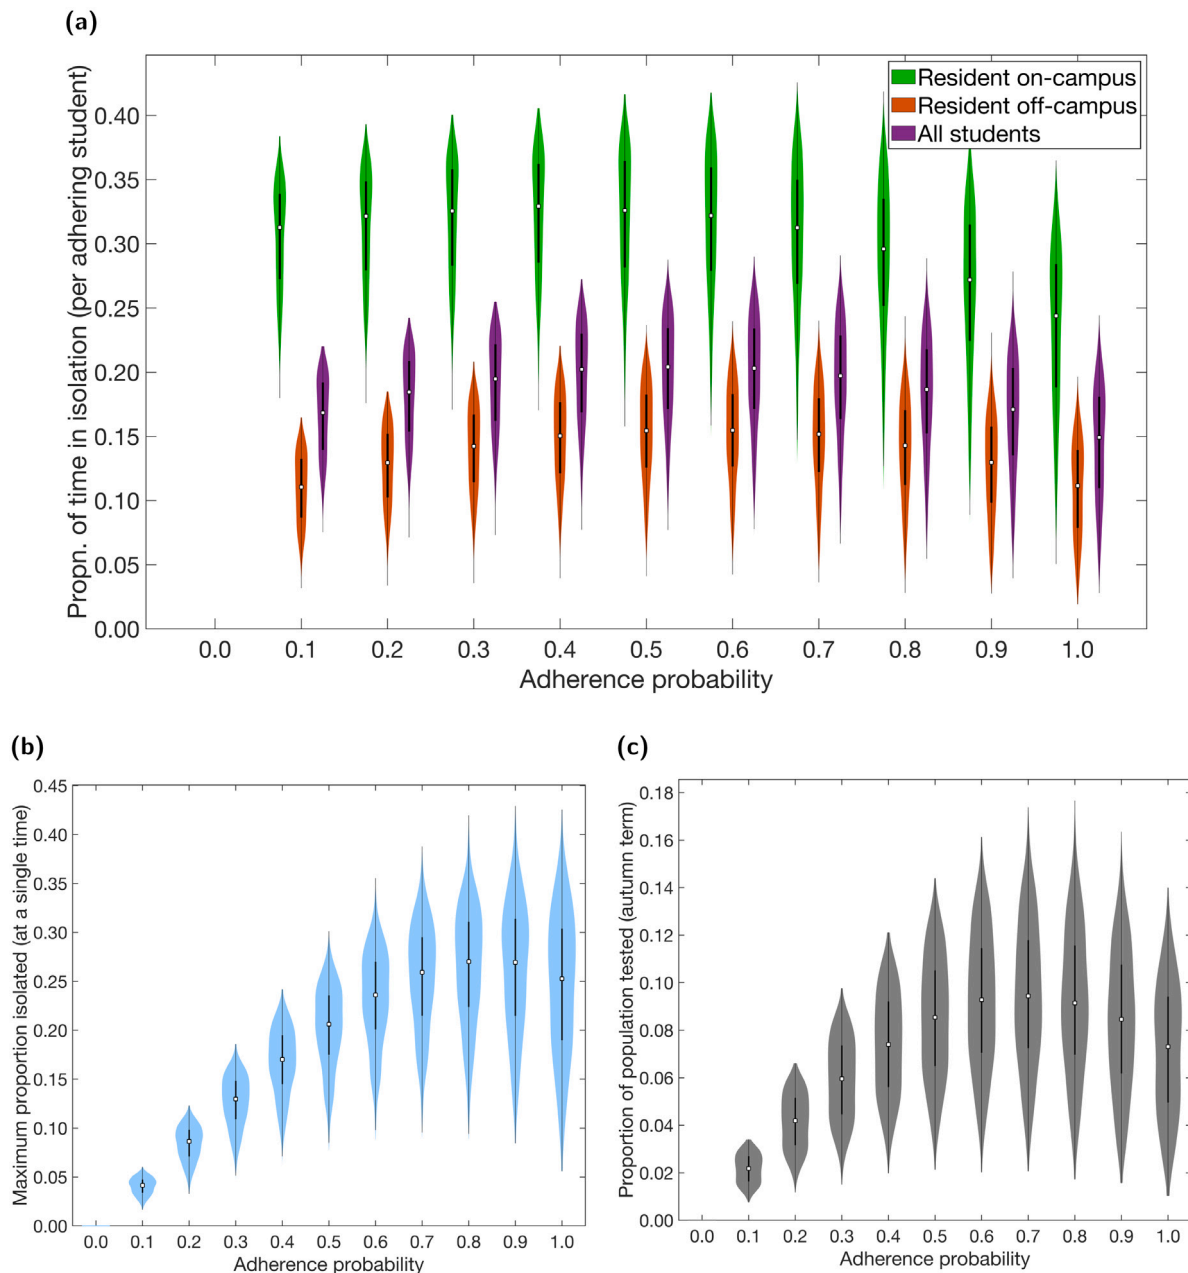 (a)
Propn. of time in isolation (per adhering student)
0.40
0.35
0.30
0.25
0.20
0.15
0.10
0.05
0.00
Resident on-campus
Resident off-campus
All students
0.0 0.1 0.2 0.3 0.4 0.5 0.6 0.7 0.8 0.9 1.0
Adherence probability
(b)
Maximum proportion isolated (at a single time)
0.45
0.40
0.35
0.30
0.25
0.20
0.15
0.10
0.05
0.00
0.0 0.1 0.2 0.3 0.4 0.5 0.6 0.7 0.8 0.9 1.0
Adherence probability
(c)
Proportion of population tested (autumn term)
0.18
0.16
0.14
0.12
0.10
0.08
0.06
0.04
0.02
0.00
0.0 0.1 0.2 0.3 0.4 0.5 0.6 0.7 0.8 0.9 1.0
Adherence probability